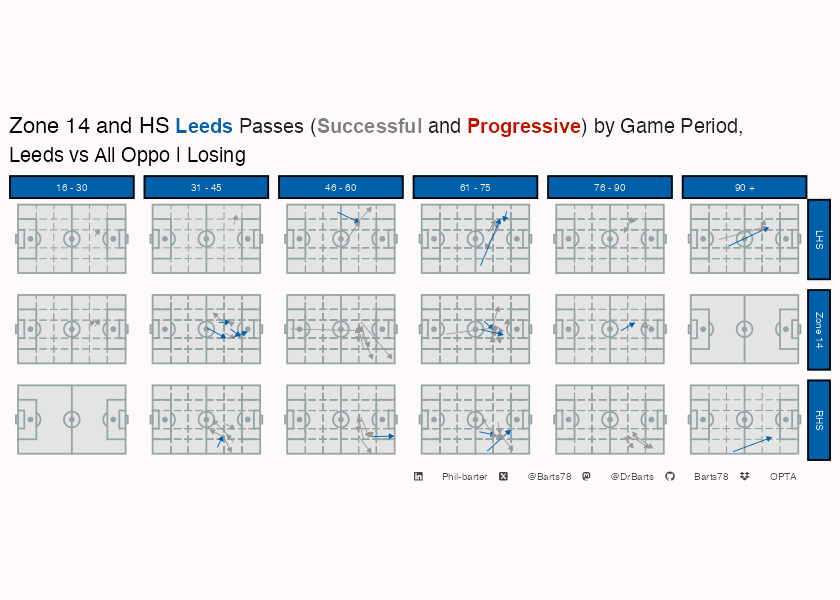 Zone 14 and HS Leeds Passes (Successful and Progressive) by Game Period,
Leeds vs All Oppo I Losing
16 - 30 31 - 45 46 - 60 61 - 75 76 - 90 90 +
LHS
Zone 14
RHS
Phil-barter @Barts78 @DrBarts Barts78 OPTA